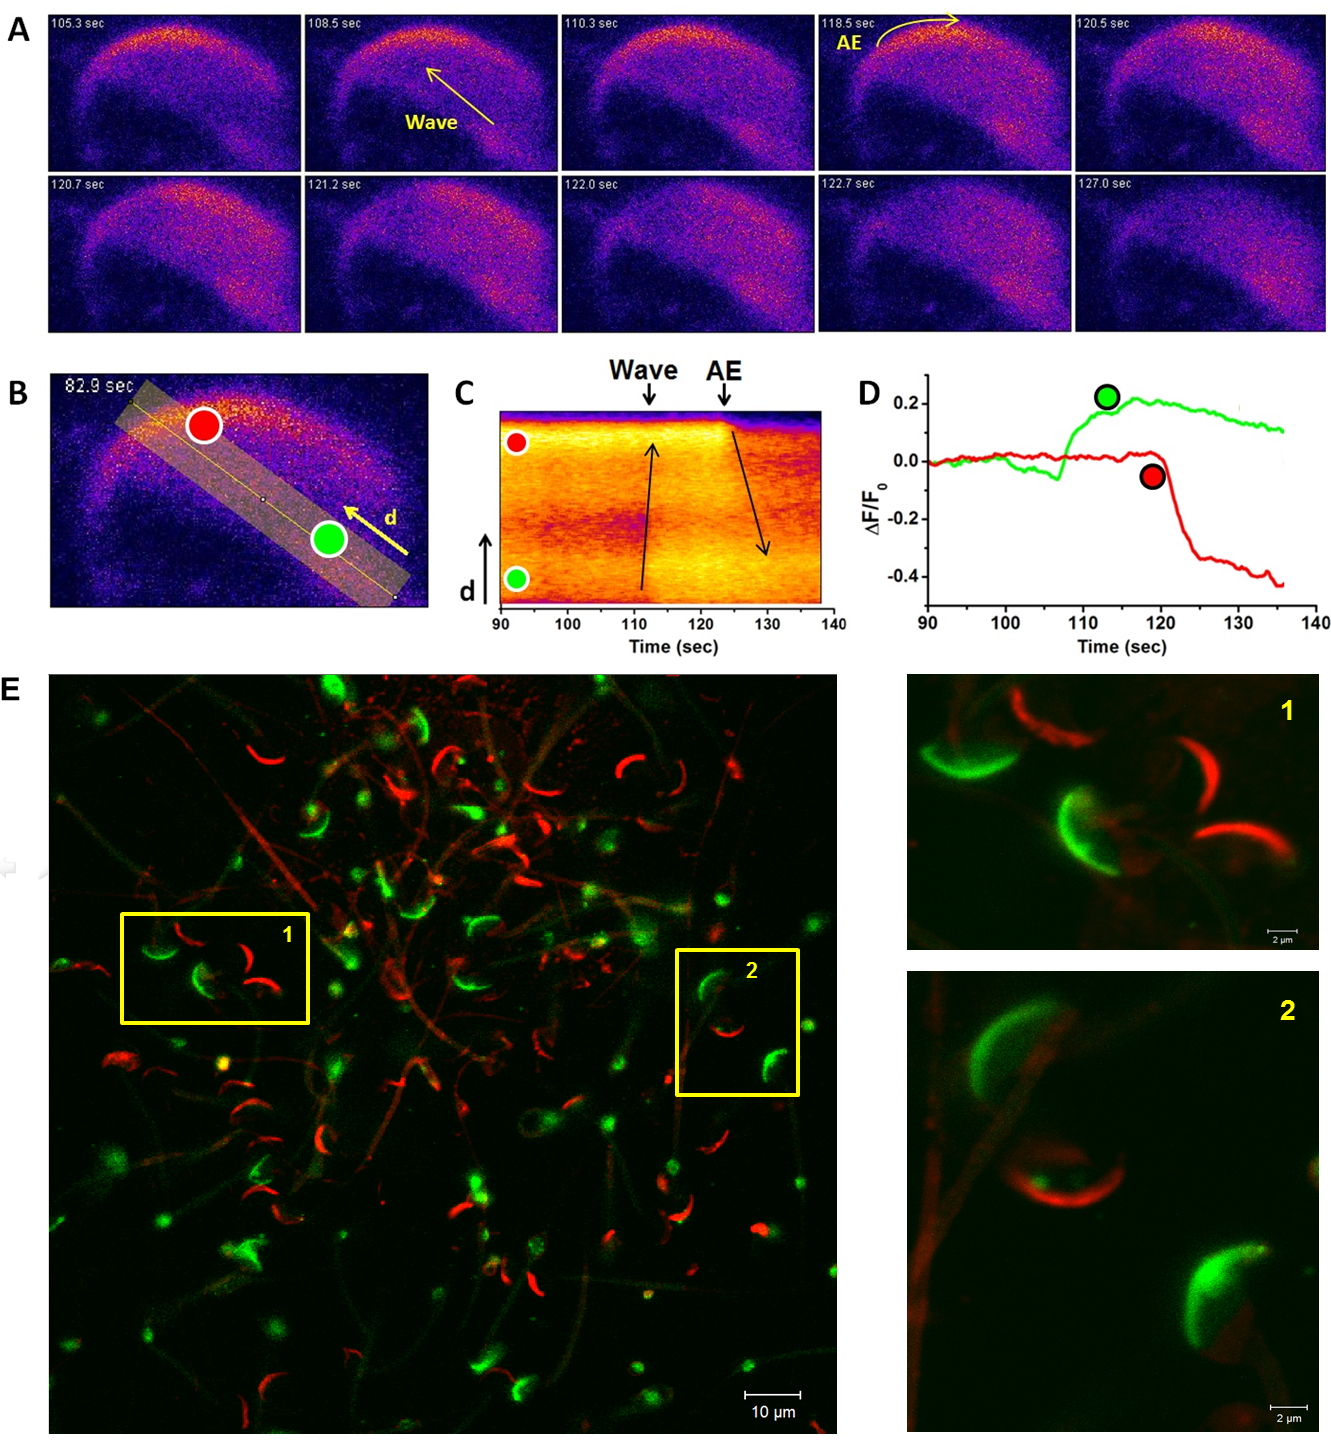 A
105.3 sec
108.5 sec
110.3 sec
118.5 sec
120.5 sec
Wave
AE
120.7 sec
121.2 sec
122.0 sec
122.7 sec
127.0 sec
B
82.9 sec
d
C
Wave AE
d
90 100 110 120 130 140
Time (sec)
D
ΔF/F0
0.2
0.0
-0.2
-0.4
90 100 110 120 130 140
Time (sec)
E
1
2
10 µm
1
2 µm
2
2 µm